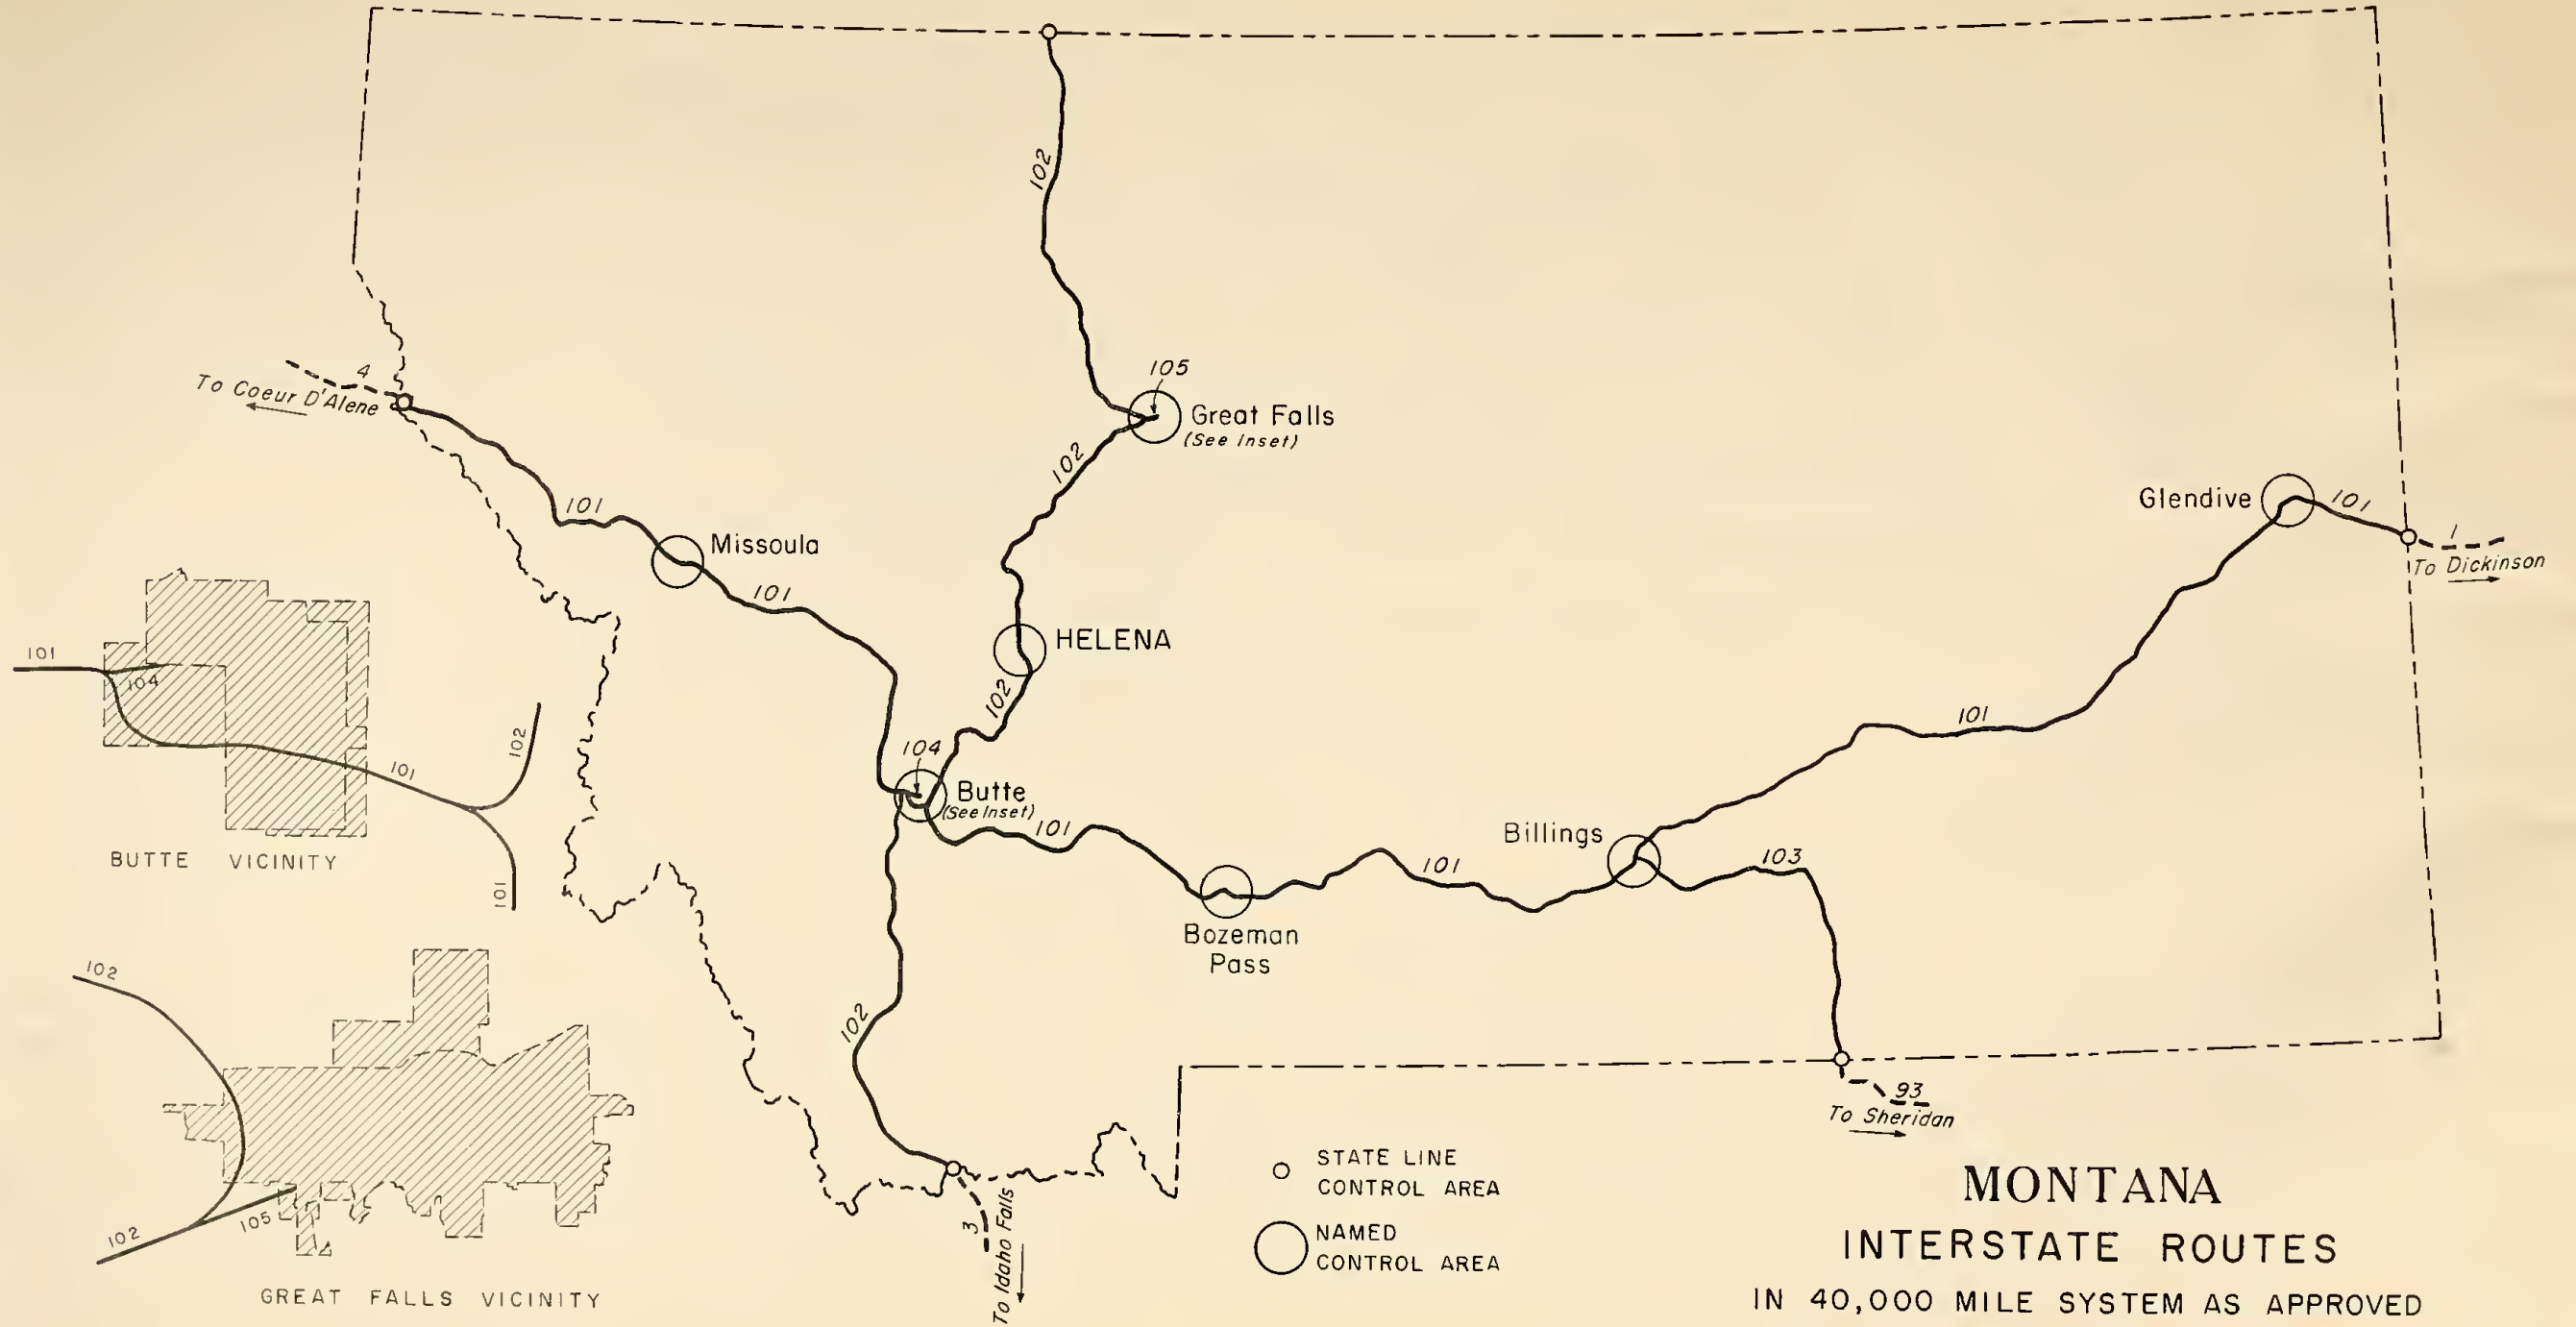 102
4
To Coeur D'Alene
105
Great Falls
(See Inset)
102
101
Missoula
101
Glendive
101
1
To Dickinson
HELENA
102
101
104
Butte
(See Inset)
101
101
Billings
103
Bozeman
Pass
102
93
To Sheridan
3
To Idaho Falls
101
104
101
102
101
BUTTE VICINITY
102
102
105
GREAT FALLS VICINITY
STATE LINE
CONTROL AREA
NAMED
CONTROL AREA
MONTANA
INTERSTATE ROUTES
IN 40,000 MILE SYSTEM AS APPROVED